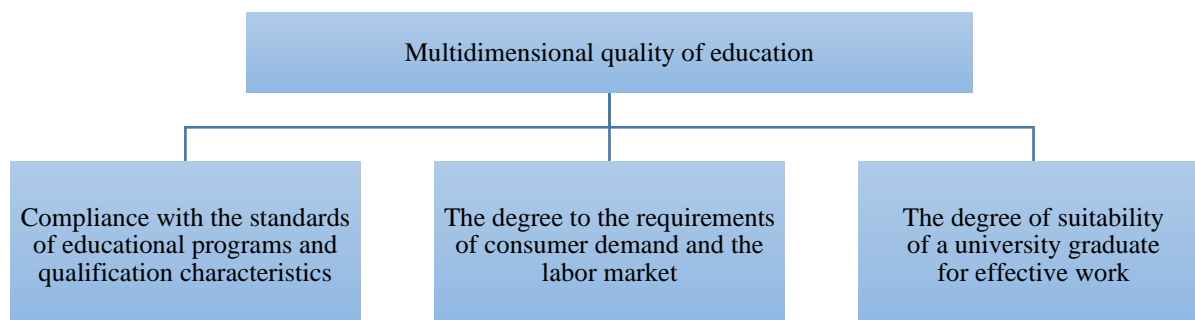 Multidimensional quality of education
Compliance with the standards
of educational programs and
qualification characteristics
The degree to the requirements
of consumer demand and the
labor market
The degree of suitability
of a university graduate
for effective work